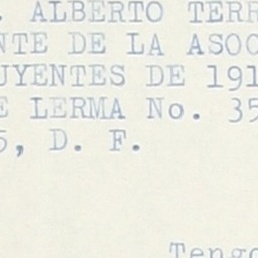 . ALBERTO TERR
NTE DE LA ASOC
UYENTES DE 191
E LERMA No. 35
5, D. F.
Tengo